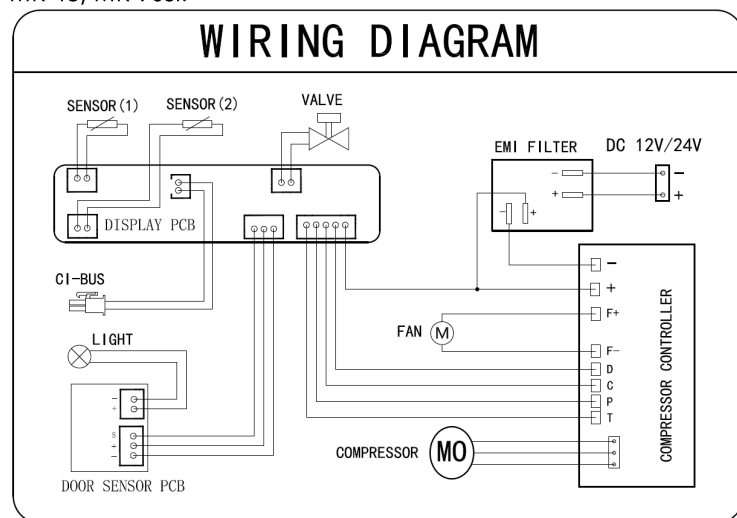 WIRING DIAGRAM
SENSOR(1)
SENSOR(2)
VALVE
EMI FILTER
DC 12V/24V
- -
+ +
- +
DISPLAY PCB
-
+
CI-BUS
F+
LIGHT
FAN M
F-
D
C
P
T
COMPRESSOR CONTROLLER
-
+
S
+
-
COMPRESSOR MO
DOOR SENSOR PCB